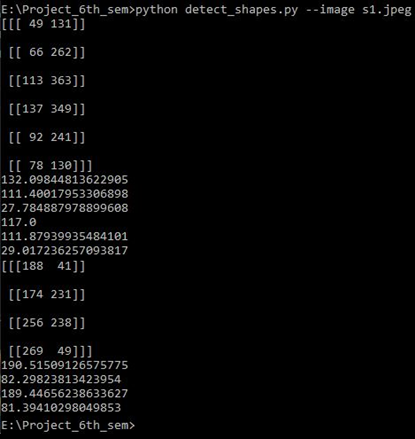 E:\Project_6th_sem>python detect_shapes.py --image s1.jpeg
[[[ 49 131]]
[[ 66 262]]
[[113 363]]
[[137 349]]
[[ 92 241]]
[[ 78 130]]]
132.09844813622905
111.40017953306898
27.784887978899608
117.0
111.87939935484101
29.017236257093817
[[[188  41]]
[[174 231]]
[[256 238]]
[[269  49]]]
190.51509126575775
82.29823813423954
189.44656238633627
81.39410298049853
E:\Project_6th_sem>